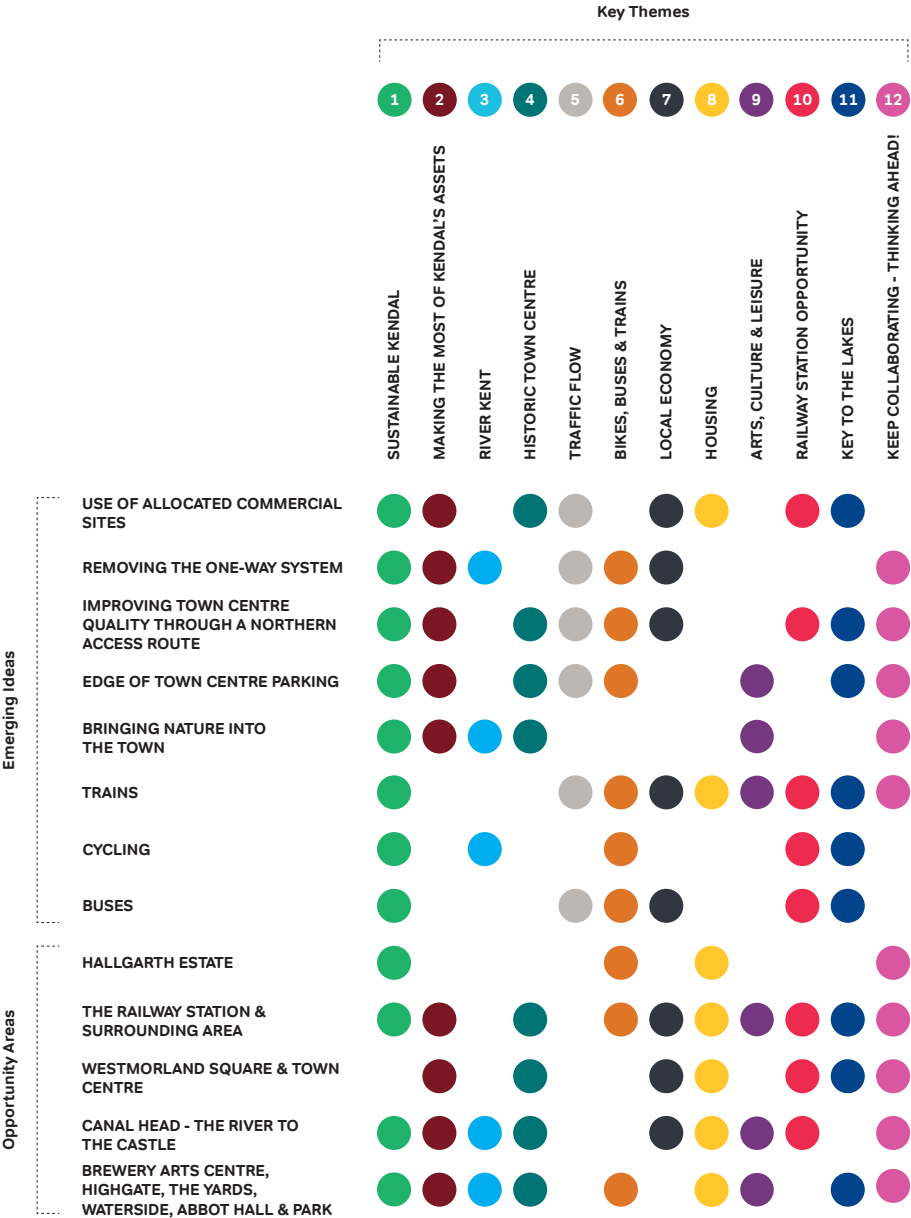 Key Themes
1 2 3 4 5 6 7 8 9 10 11 12
SUSTAINABLE KENDAL
MAKING THE MOST OF KENDAL'S ASSETS
RIVER KENT
HISTORIC TOWN CENTRE
TRAFFIC FLOW
BIKES, BUSES & TRAINS
LOCAL ECONOMY
HOUSING
ARTS, CULTURE & LEISURE
RAILWAY STATION OPPORTUNITY
KEY TO THE LAKES
KEEP COLLABORATING - THINKING AHEAD!
Emerging Ideas
USE OF ALLOCATED COMMERCIAL
SITES
REMOVING THE ONE-WAY SYSTEM
IMPROVING TOWN CENTRE
QUALITY THROUGH A NORTHERN
ACCESS ROUTE
EDGE OF TOWN CENTRE PARKING
BRINGING NATURE INTO
THE TOWN
TRAINS
CYCLING
BUSES
Opportunity Areas
HALLGARTH ESTATE
THE RAILWAY STATION &
SURROUNDING AREA
WESTMORLAND SQUARE & TOWN
CENTRE
CANAL HEAD - THE RIVER TO
THE CASTLE
BREWERY ARTS CENTRE,
HIGHGATE, THE YARDS,
WATERSIDE, ABBOT HALL & PARK